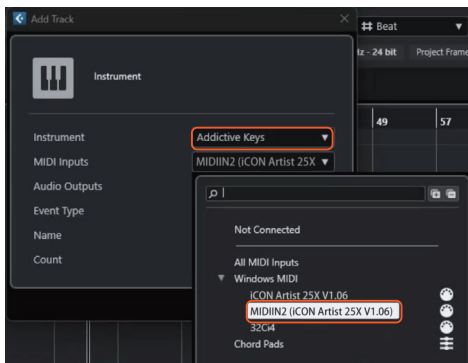 Add Track
Beat
Hz - 24 bit Project Frame
Instrument
49 57
Instrument Addictive Keys
MIDI Inputs MIDIIN2 (iCON Artist 25X
Audio Outputs
Event Type
Name
Count
Not Connected
All MIDI Inputs
Windows MIDI
iCON Artist 25X V1.06
MIDIIN2 (iCON Artist 25X V1.06)
32Ci4
Chord Pads